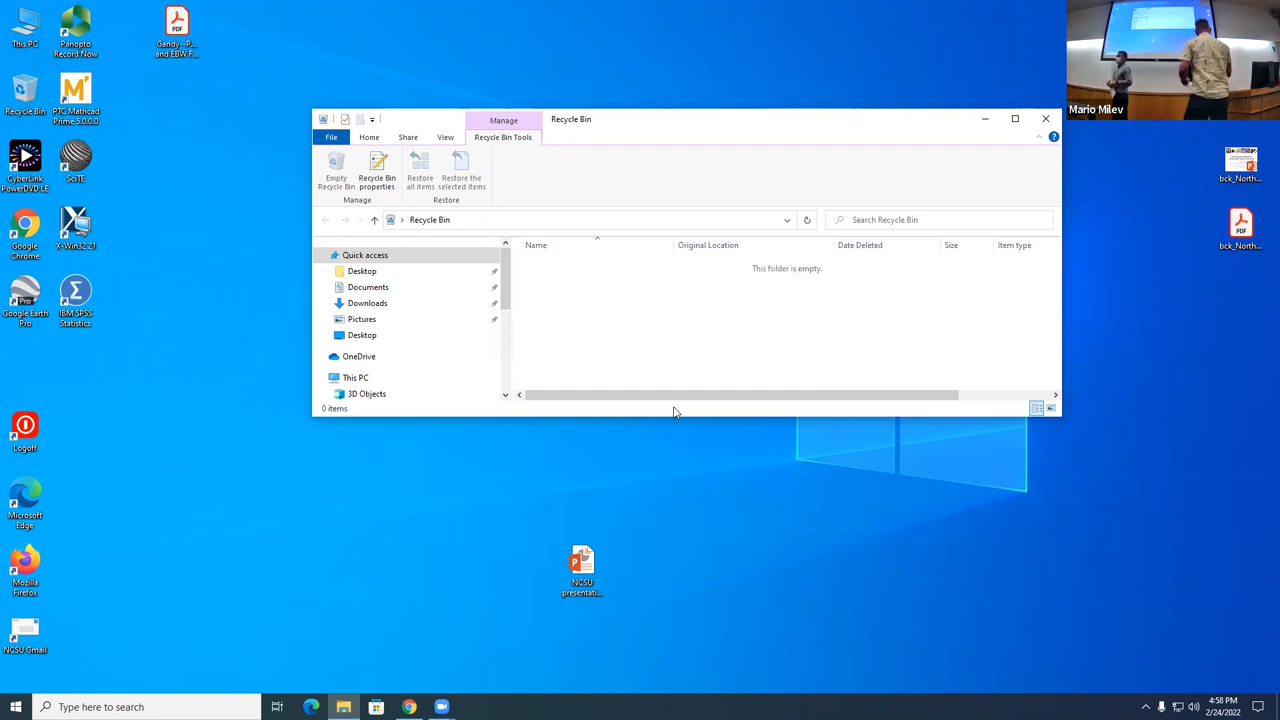 This PC
Panopto
Record Now
Gandy--P...
and EBW F...
Recycle Bin
PTC Mathcad
Prime 5.0.0.0
CyberLink
PowerDVD LE
SciTE
Google
Chrome
X-Win32 21
Google Earth
Pro
IBM SPSS
Statistics
Logoff
Microsoft
Edge
Mozilla
Firefox
NCSU Gmail
Manage
Recycle Bin
File
Home
Share
View
Recycle Bin Tools
Empty
Recycle Bin
Recycle Bin
properties
Restore
all items
Restore the
selected items
Manage
Restore
Recycle Bin
Search Recycle Bin
Quick access
Desktop
Documents
Downloads
Pictures
Desktop
OneDrive
This PC
3D Objects
Name
Original Location
Date Deleted
Size
Item type
This folder is empty.
0 items
NCSU
presentati...
Mario Milev
bck_North...
bck_North...
Type here to search
4:58 PM
2/24/2022